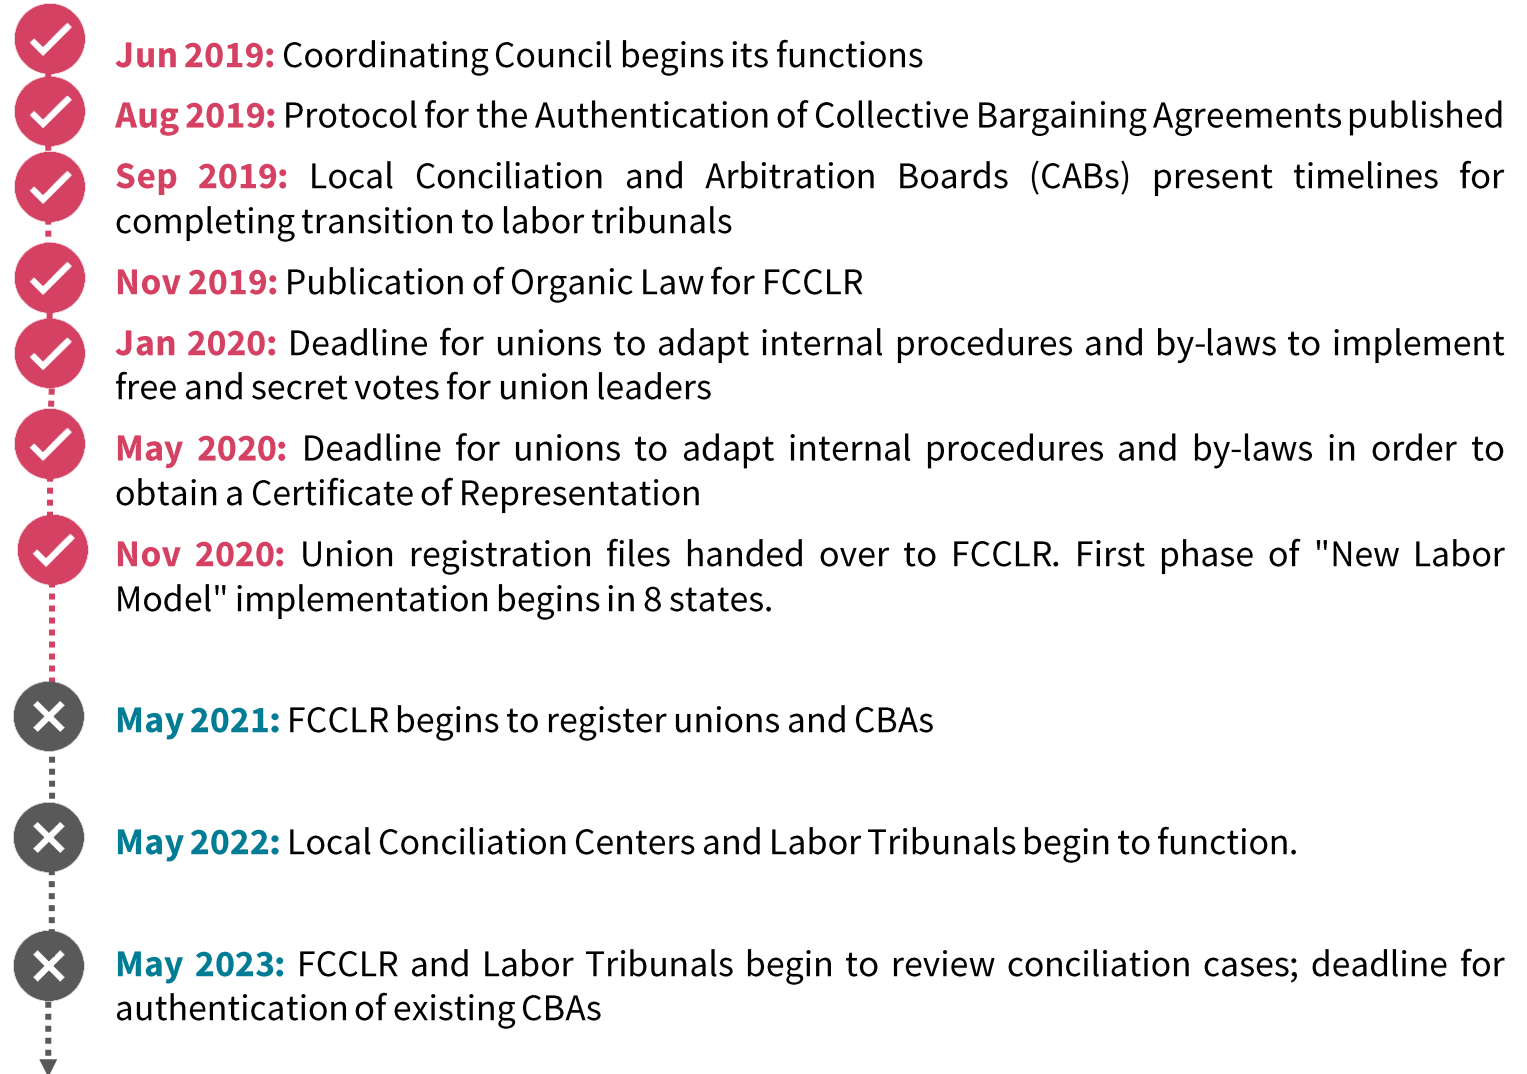 Jun 2019: Coordinating Council begins its functions
Aug 2019: Protocol for the Authentication of Collective Bargaining Agreements published
Sep 2019: Local Conciliation and Arbitration Boards (CABs) present timelines for
completing transition to labor tribunals
Nov 2019: Publication of Organic Law for FCCLR
Jan 2020: Deadline for unions to adapt internal procedures and by-laws to implement
free and secret votes for union leaders
May 2020: Deadline for unions to adapt internal procedures and by-laws in order to
obtain a Certificate of Representation
Nov 2020: Union registration files handed over to FCCLR. First phase of "New Labor
Model" implementation begins in 8 states.
May 2021: FCCLR begins to register unions and CBAs
May 2022: Local Conciliation Centers and Labor Tribunals begin to function.
May 2023: FCCLR and Labor Tribunals begin to review conciliation cases; deadline for
authentication of existing CBAs